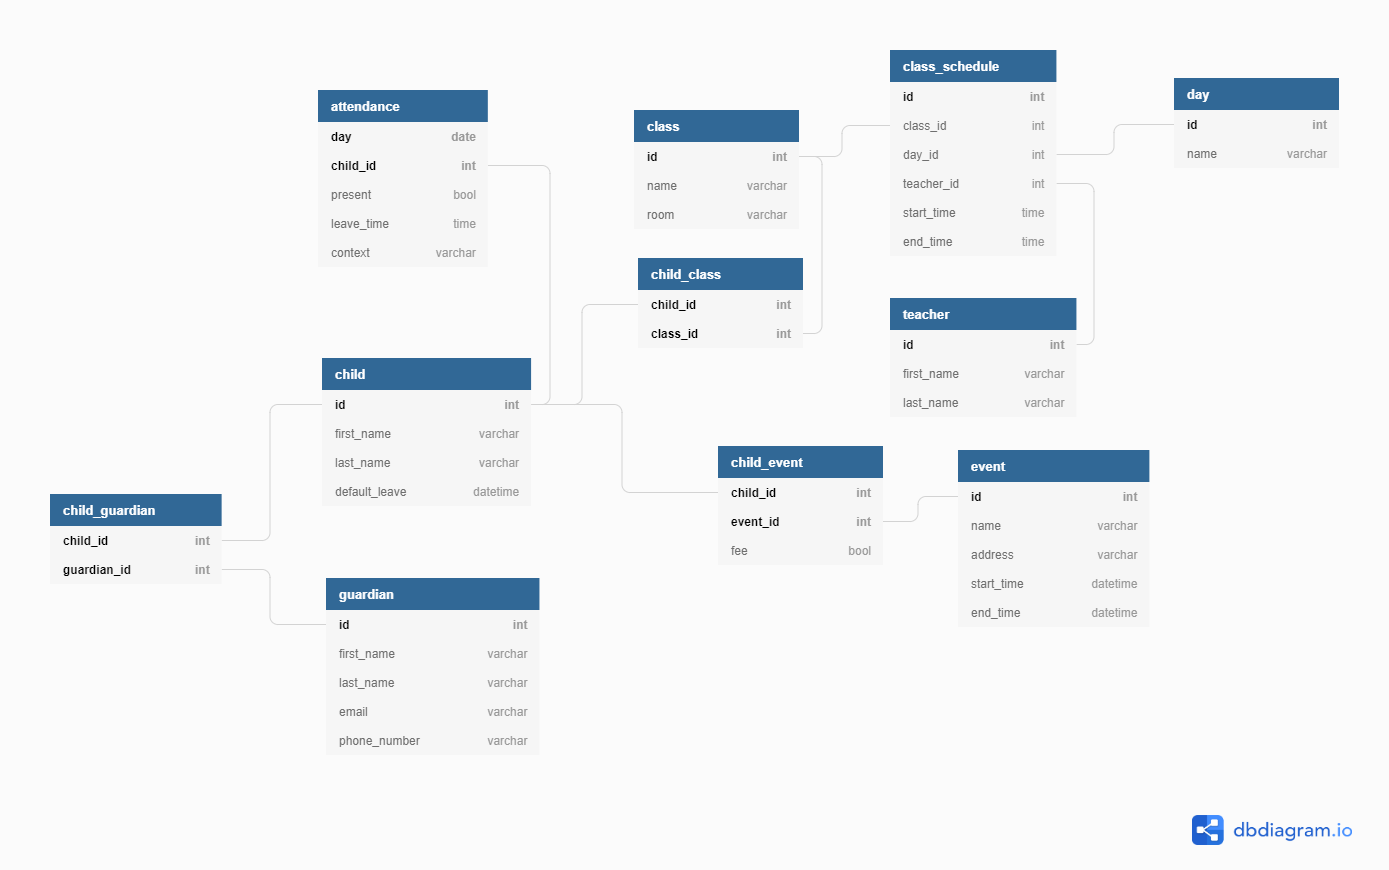 attendance
day date
child_id int
present bool
leave_time time
context varchar
class
id int
name varchar
room varchar
class_schedule
id int
class_id int
day_id int
teacher_id int
start_time time
end_time time
day
id int
name varchar
child_class
child_id int
class_id int
teacher
id int
first_name varchar
last_name varchar
child
id int
first_name varchar
last_name varchar
default_leave datetime
child_event
child_id int
event_id int
fee bool
event
id int
name varchar
address varchar
start_time datetime
end_time datetime
child_guardian
child_id int
guardian_id int
guardian
id int
first_name varchar
last_name varchar
email varchar
phone_number varchar
dbdiagram.io